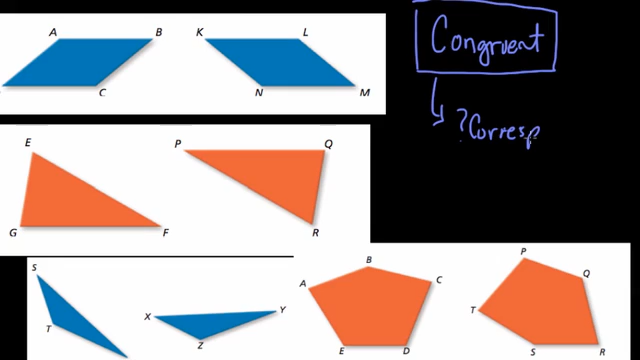 A B K L
Congruent
C N M
?Corresp
E P Q
G F R
P
B Q
S A C
X Y T
T Z
E D S R